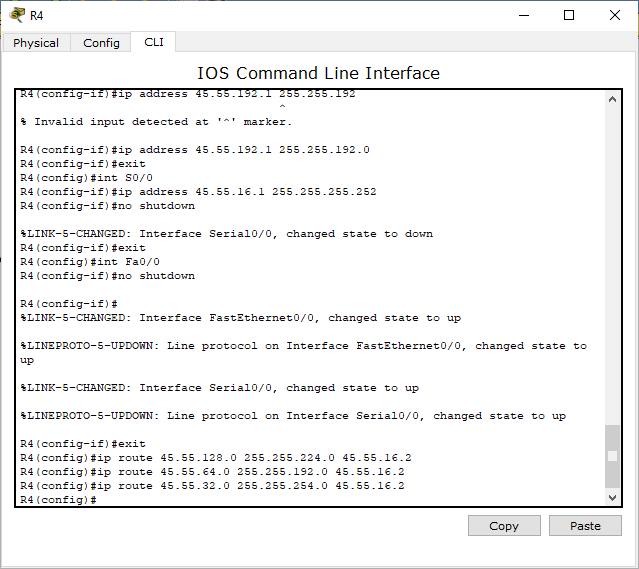 R4
Physical Config CLI
IOS Command Line Interface
R4(config-if)#ip address 45.55.192.1 255.255.192
^
% Invalid input detected at '^' marker.
R4(config-if)#ip address 45.55.192.1 255.255.192.0
R4(config-if)#exit
R4(config)#int S0/0
R4(config-if)#ip address 45.55.16.1 255.255.255.252
R4(config-if)#no shutdown
%LINK-5-CHANGED: Interface Serial0/0, changed state to down
R4(config-if)#exit
R4(config)#int Fa0/0
R4(config-if)#no shutdown
R4(config-if)#
%LINK-5-CHANGED: Interface FastEthernet0/0, changed state to up
%LINEPROTO-5-UPDOWN: Line protocol on Interface FastEthernet0/0, changed state to
up
%LINK-5-CHANGED: Interface Serial0/0, changed state to up
%LINEPROTO-5-UPDOWN: Line protocol on Interface Serial0/0, changed state to up
R4(config-if)#exit
R4(config)#ip route 45.55.128.0 255.255.224.0 45.55.16.2
R4(config)#ip route 45.55.64.0 255.255.192.0 45.55.16.2
R4(config)#ip route 45.55.32.0 255.255.254.0 45.55.16.2
R4(config)#
Copy Paste